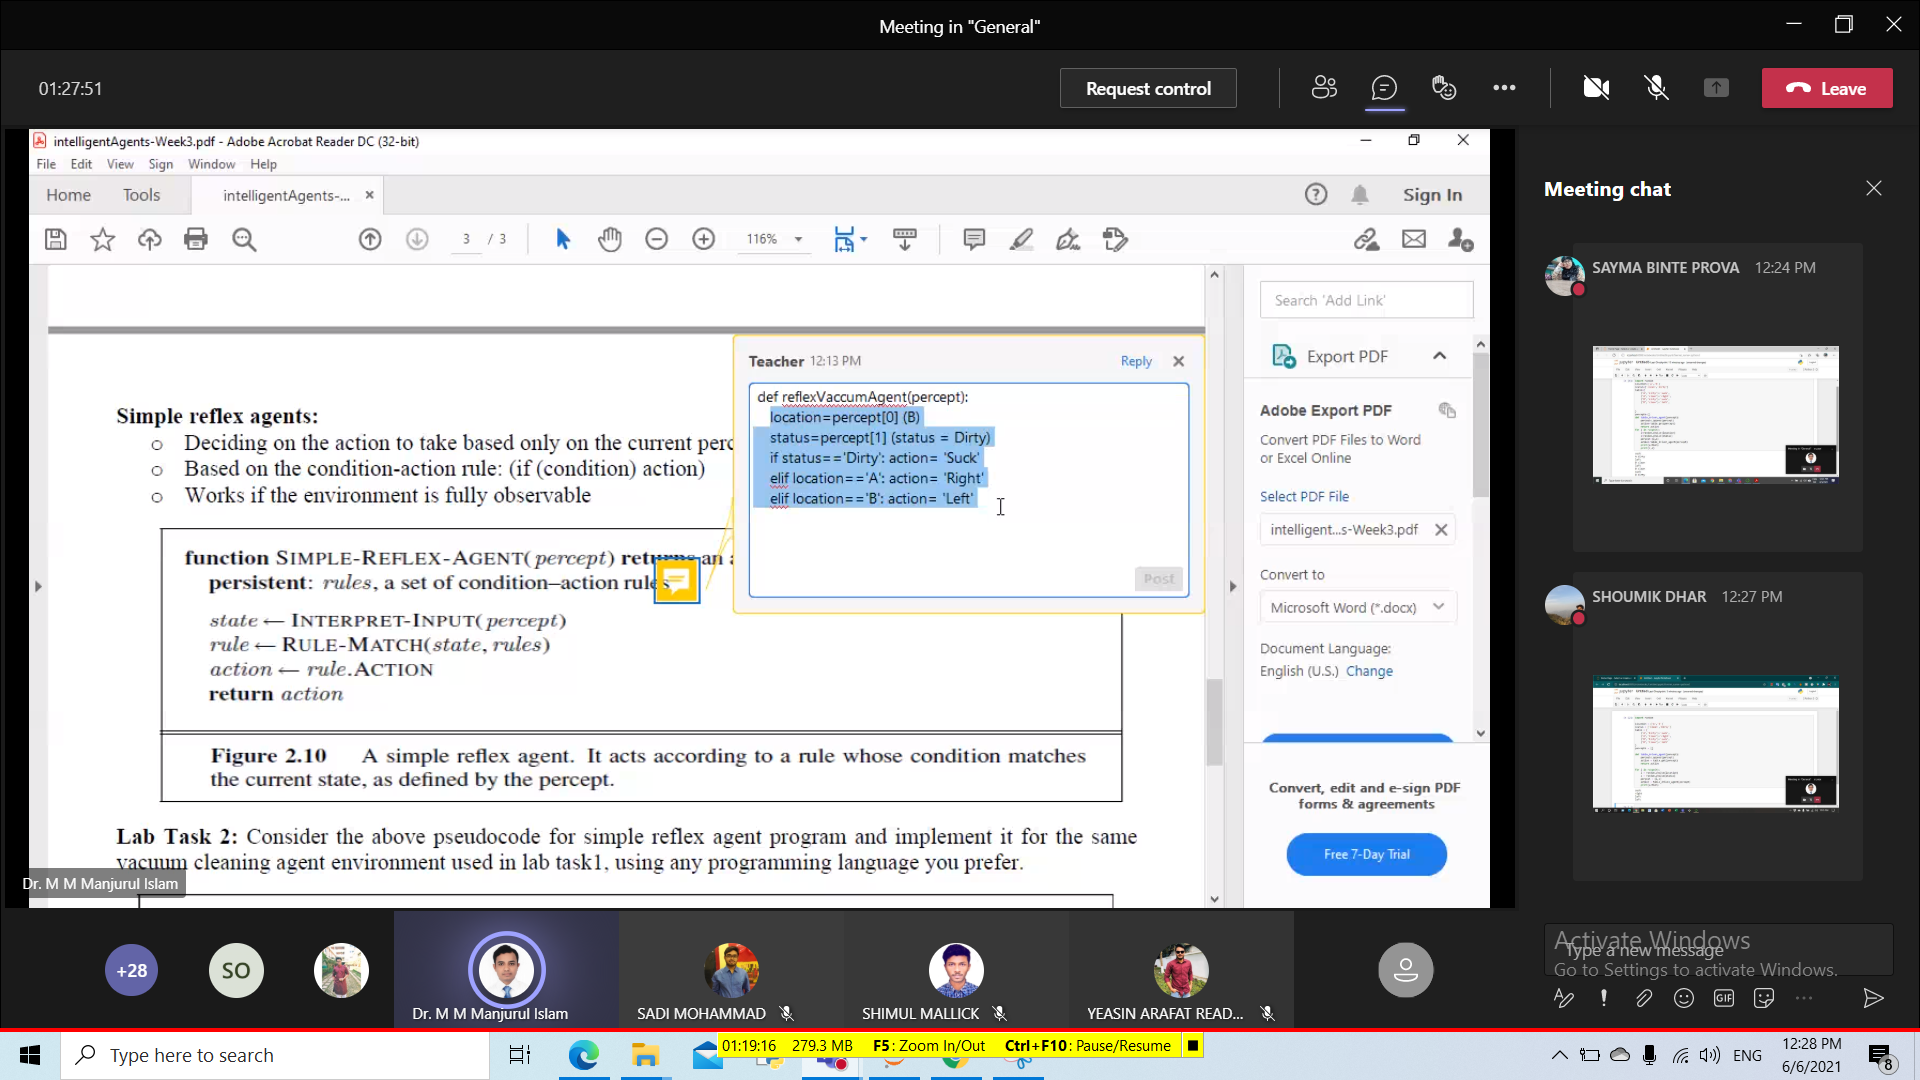 Meeting in "General"
01:27:51
Request control
Leave
intelligentAgents-Week3.pdf - Adobe Acrobat Reader DC (32-bit)
File Edit View Sign Window Help
Home Tools intelligentAgents-... ×
Sign In
3 / 3
116%
Simple reflex agents:
Deciding on the action to take based only on the current perc
Based on the condition-action rule: (if (condition) action)
Works if the environment is fully observable
function SIMPLE-REFLEX-AGENT(percept) returns an a
persistent: rules, a set of condition–action rules
state ← INTERPRET-INPUT(percept)
rule ← RULE-MATCH(state, rules)
action ← rule.ACTION
return action
Figure 2.10 A simple reflex agent. It acts according to a rule whose condition matches
the current state, as defined by the percept.
Lab Task 2: Consider the above pseudocode for simple reflex agent program and implement it for the same
vacuum cleaning agent environment used in lab task1, using any programming language you prefer.
Teacher 12:13 PM
Reply
def reflexVaccumAgent(percept):
location=percept[0] (B)
status=percept[1] (status = Dirty)
if status=='Dirty': action= 'Suck'
elif location=='A': action= 'Right'
elif location=='B': action= 'Left'
Post
Search 'Add Link'
Export PDF
Adobe Export PDF
Convert PDF Files to Word
or Excel Online
Select PDF File
intelligent...s-Week3.pdf
Convert to
Microsoft Word (*.docx)
Document Language:
English (U.S.) Change
Convert, edit and e-sign PDF
forms & agreements
Free 7-Day Trial
Meeting chat
SAYMA BINTE PROVA 12:24 PM
SHOUMIK DHAR 12:27 PM
Type a new message
Activate Windows
Go to Settings to activate Windows.
GIF
Dr. M M Manjurul Islam
+28
SO
Dr. M M Manjurul Islam
SADI MOHAMMAD
SHIMUL MALLICK
YEASIN ARAFAT READ...
Type here to search
01:19:16 279.3 MB F5: Zoom In/Out Ctrl+F10: Pause/Resume
ENG
12:28 PM
6/6/2021
8